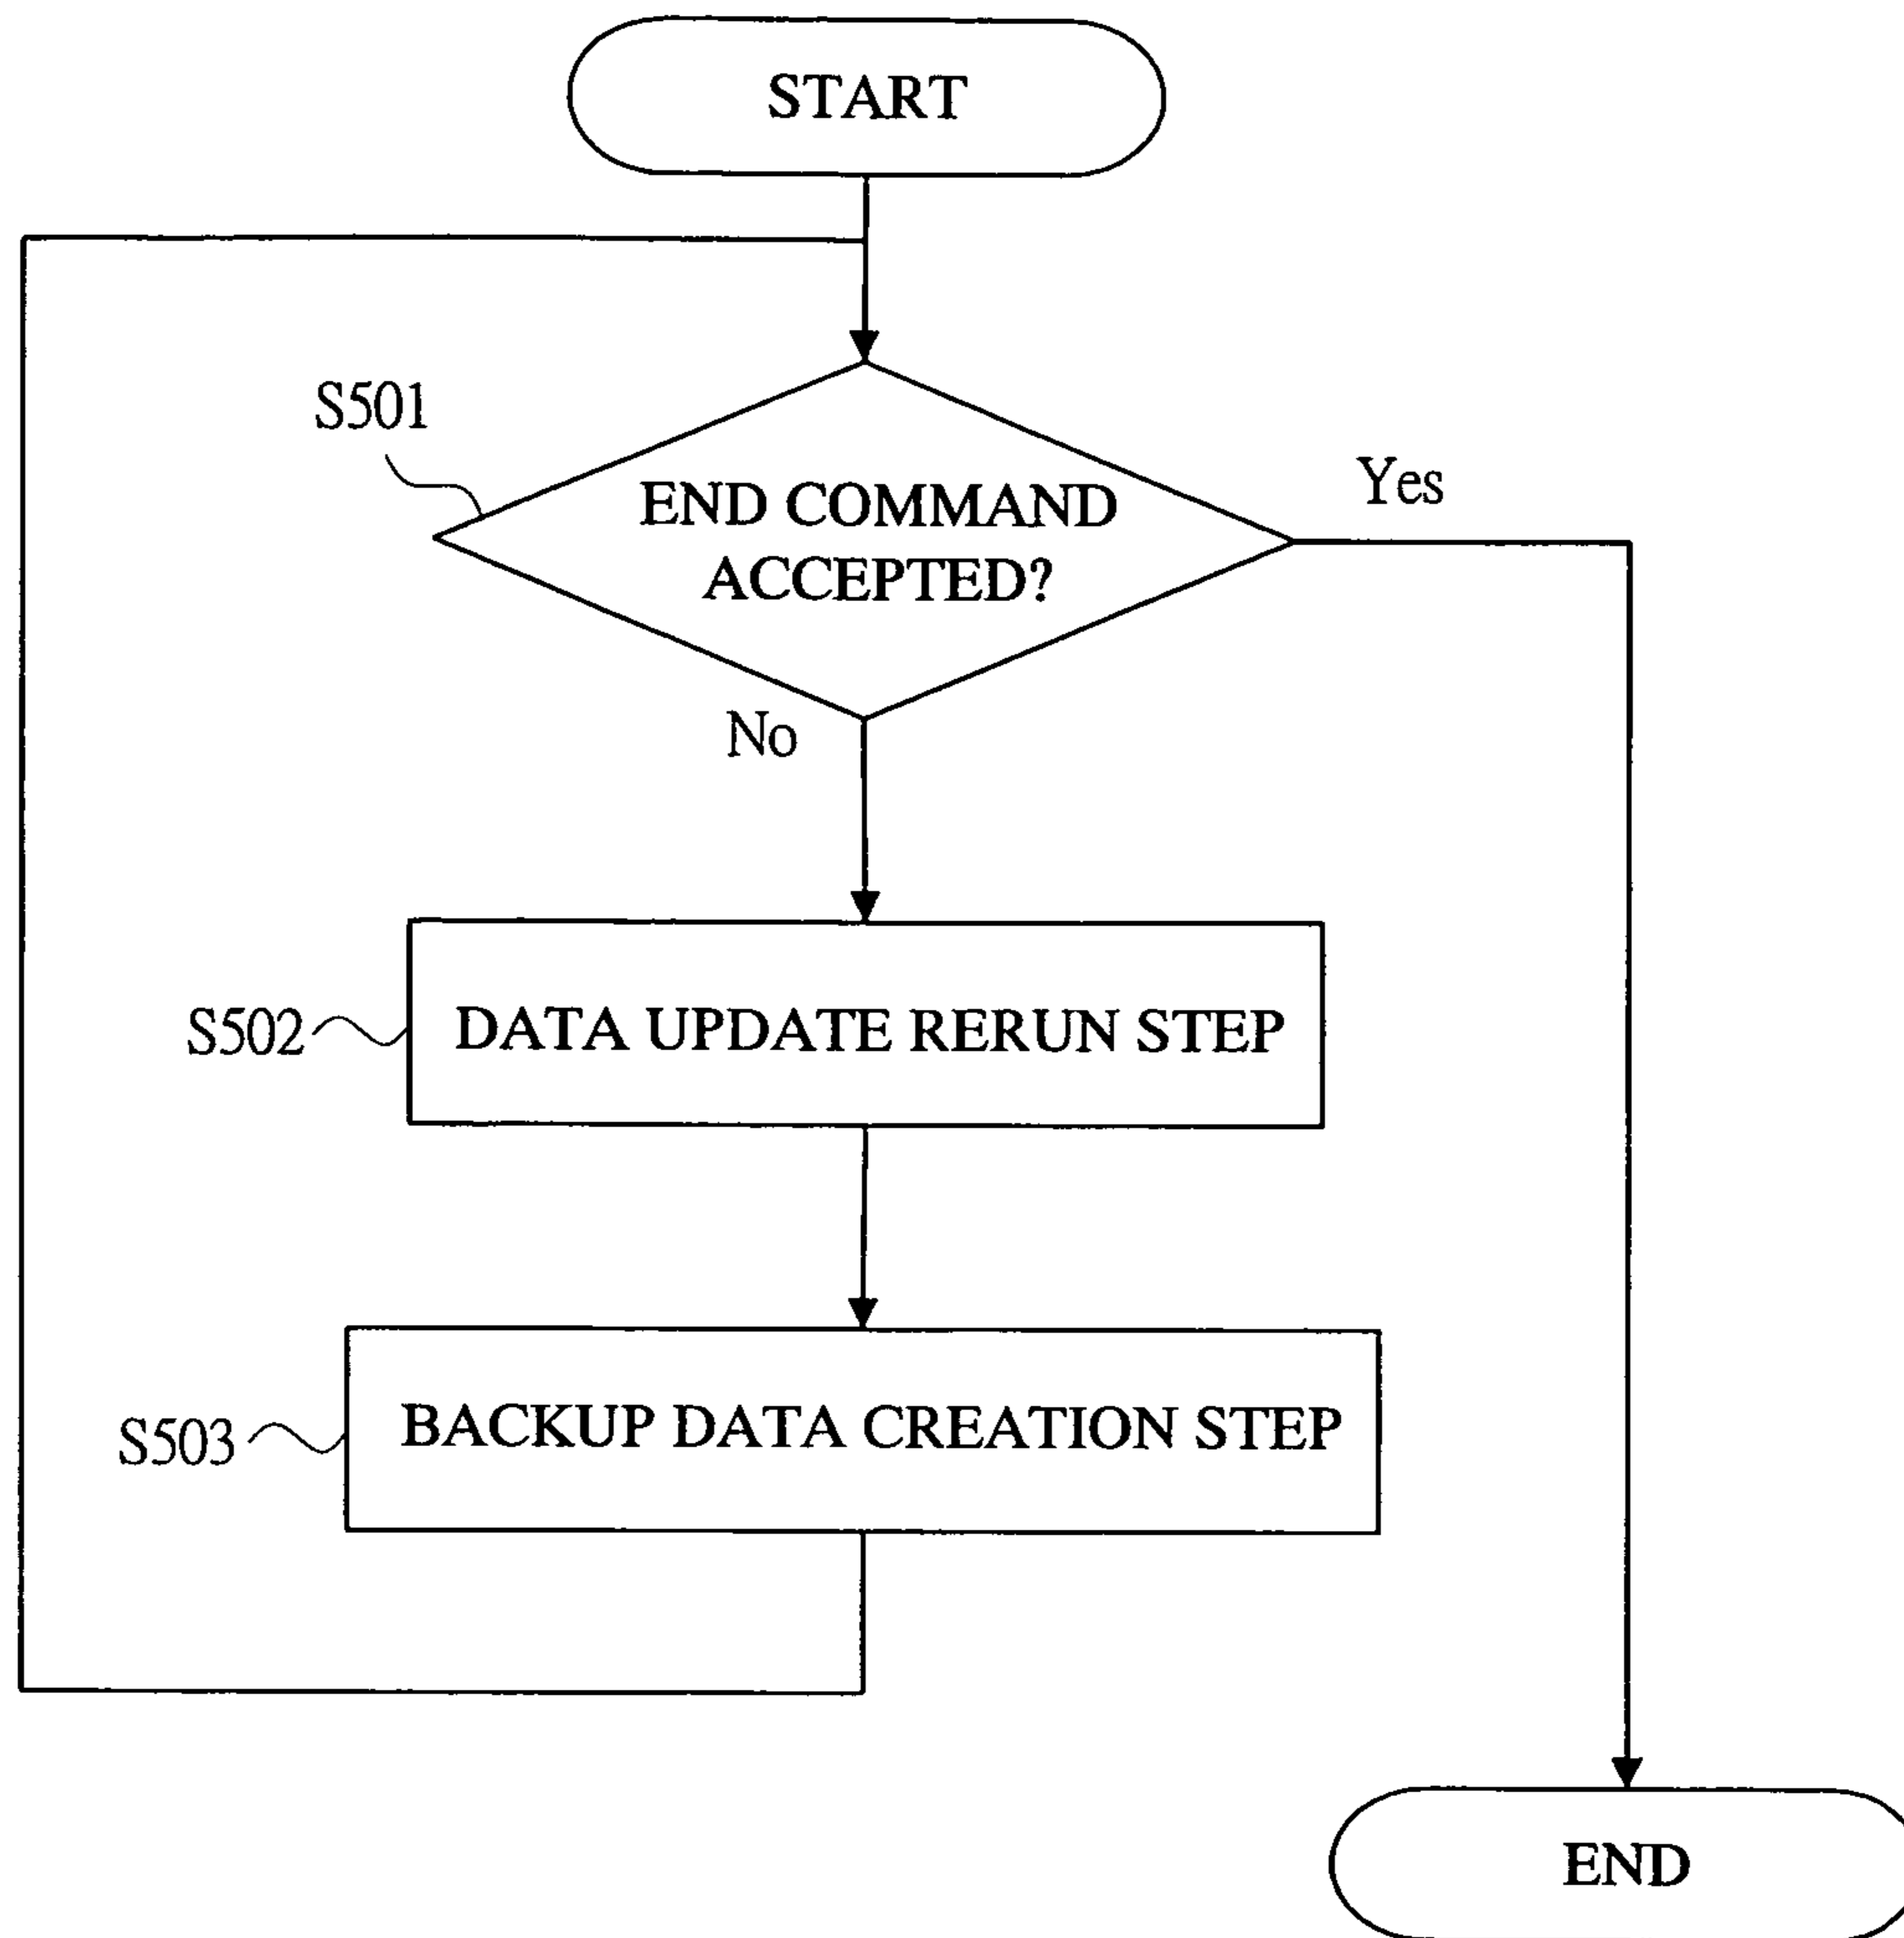 START
S501
END COMMAND
ACCEPTED?
Yes
No
S502
DATA UPDATE RERUN STEP
S503
BACKUP DATA CREATION STEP
END